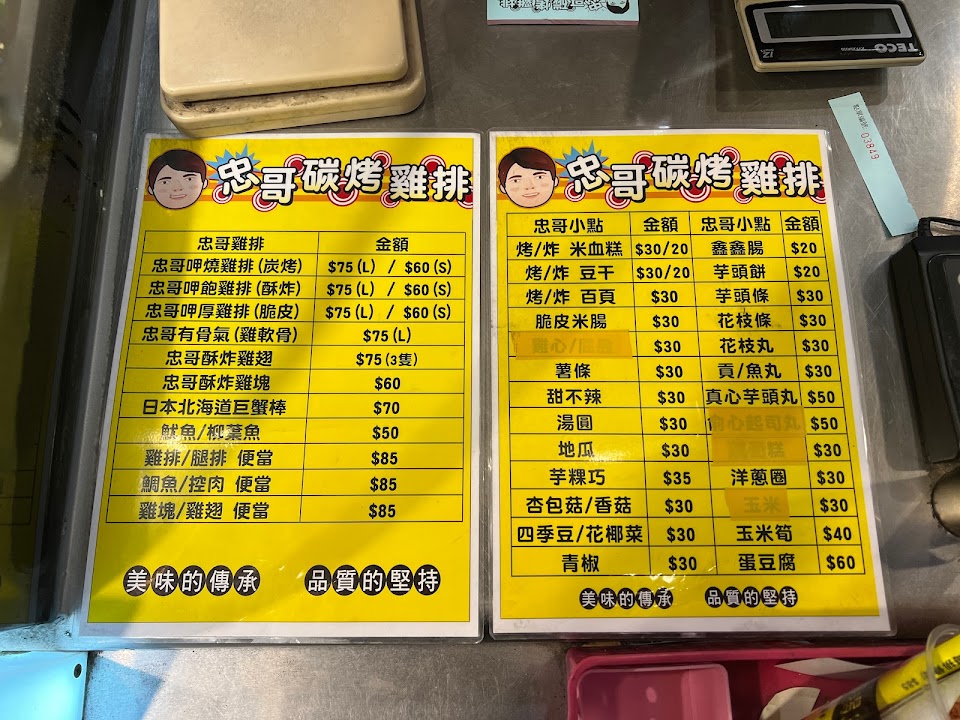 TECO
03849
忠哥碳烤雞排
忠哥雞排 金額
忠哥呷燒雞排(炭烤) $75(L) / $60(S)
忠哥呷飽雞排(酥炸) $75(L) / $60(S)
忠哥呷厚雞排(脆皮) $75(L) / $60(S)
忠哥有骨氣(雞軟骨) $75(L)
忠哥酥炸雞翅 $75(3隻)
忠哥酥炸雞塊 $60
日本北海道巨蟹棒 $70
魷魚/柳葉魚 $50
雞排/腿排 便當 $85
鯛魚/控肉 便當 $85
雞塊/雞翅 便當 $85
美味的傳承 品質的堅持
忠哥碳烤雞排
忠哥小點 金額 忠哥小點 金額
烤/炸 米血糕 $30/20 鑫鑫腸 $20
烤/炸 豆干 $30/20 芋頭餅 $20
烤/炸 百頁 $30 芋頭條 $30
脆皮米腸 $30 花枝條 $30
雞心/ $30 花枝丸 $30
薯條 $30 貢/魚丸 $30
甜不辣 $30 真心芋頭丸 $50
湯圓 $30 心起司丸 $50
地瓜 $30 糕 $30
芋粿巧 $35 洋蔥圈 $30
杏包菇/香菇 $30 玉米 $30
四季豆/花椰菜 $30 玉米筍 $40
青椒 $30 蛋豆腐 $60
美味的傳承 品質的堅持